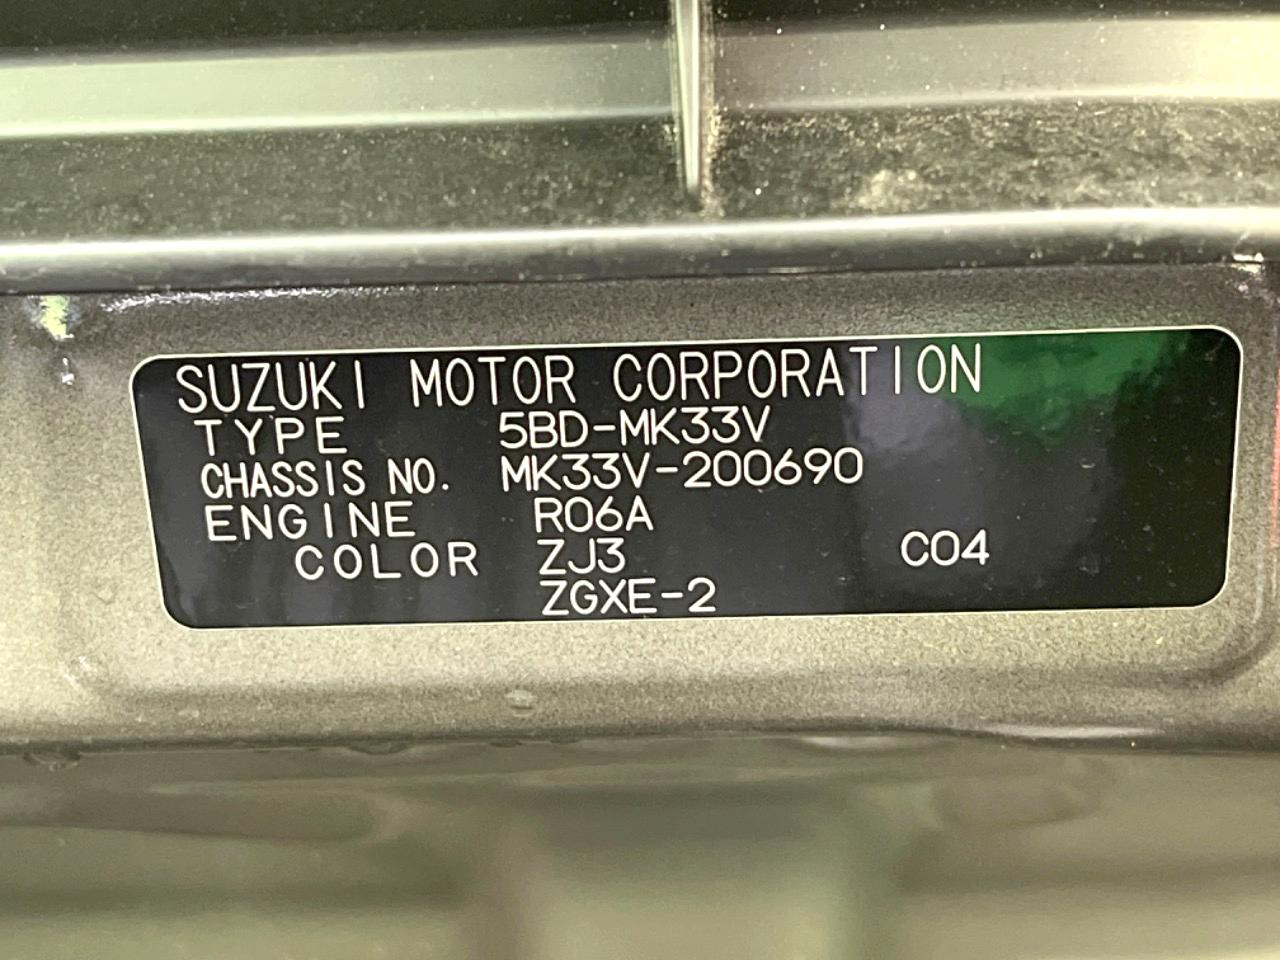 SUZUKI MOTOR CORPORATION
TYPE 5BD-MK33V
CHASSIS NO. MK33V-200690
ENGINE R06A
COLOR ZJ3 C04
ZGXE-2